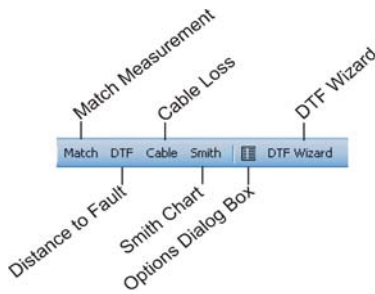 Match Measurement
Cable Loss
DTF Wizard
Match DTF Cable Smith DTF Wizard
Distance to Fault
Smith Chart
Options Dialog Box